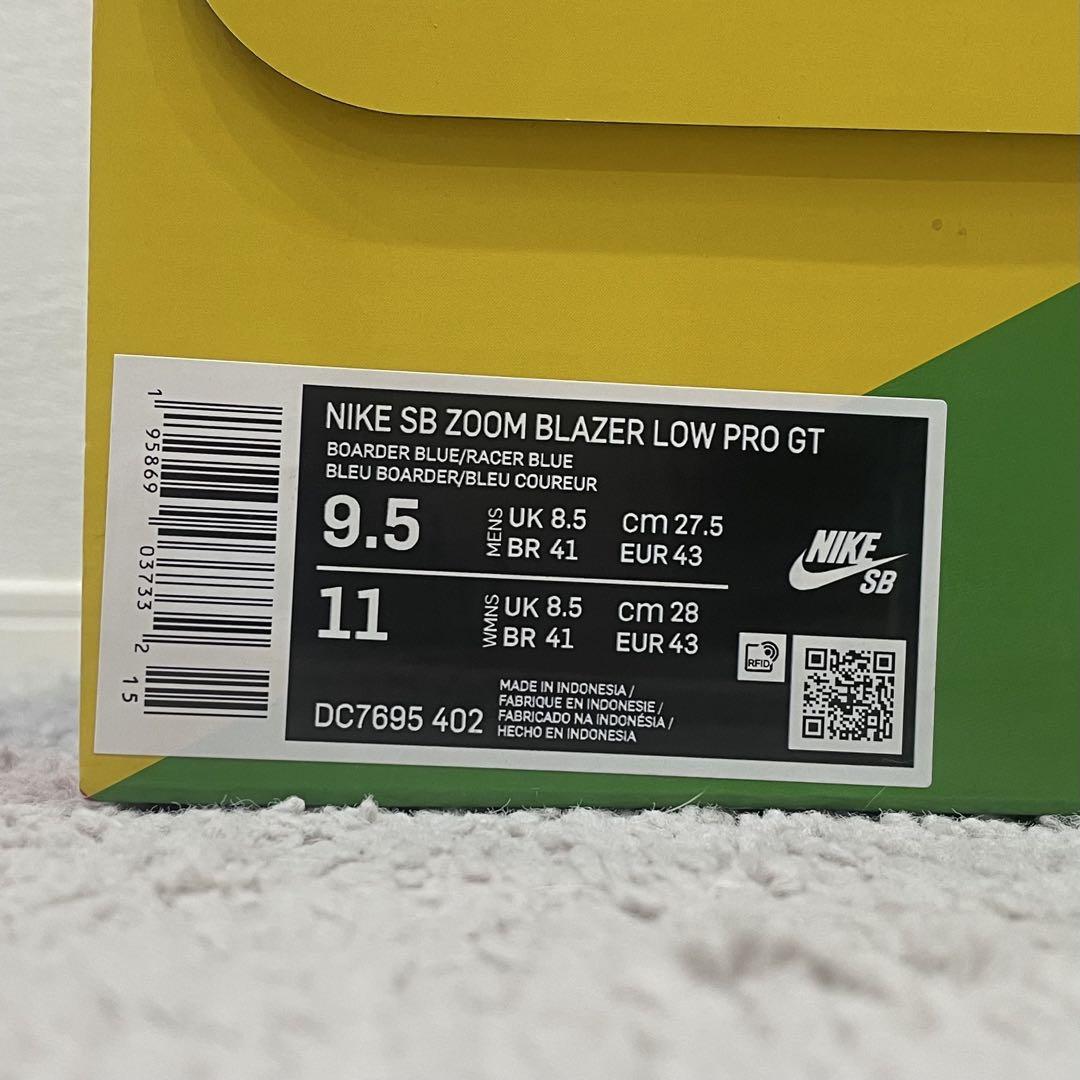 NIKE SB ZOOM BLAZER LOW PRO GT
BOARDER BLUE/RACER BLUE
BLEU BOARDER/BLEU COUREUR
9.5 MENS UK 8.5 cm 27.5
BR 41 EUR 43
11 WMNS UK 8.5 cm 28
BR 41 EUR 43
DC7695 402
MADE IN INDONESIA /
FABRIQUE EN INDONESIE /
FABRICADO NA INDONÉSIA /
HECHO EN INDONESIA
NIKE
SB
RFID
1 95869 03733 2 15